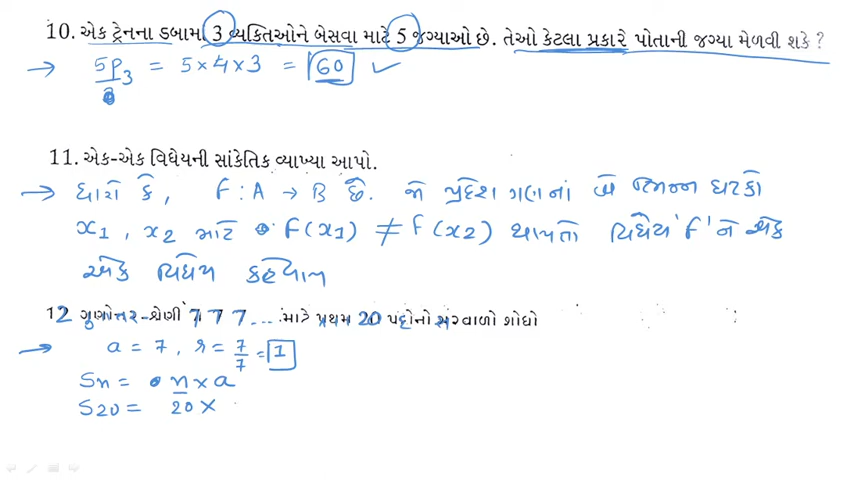 10. એક ટ્રેનના ડબામાં 3 વ્યક્તિઓને બેસવા માટે 5 જગ્યાઓ છે. તેઓ કેટલા પ્રકારે પોતાની જગ્યા મેળવી શકે ?
→ 5P3 = 5 × 4 × 3 = 60 ✓
11. એક-એક વિધેયની સાંકેતિક વ્યાખ્યા આપો.
→ ધારો કે, F : A → B છે. જો પ્રદેશ ગણનાં બે ભિન્ન ઘટકો
x1, x2 માટે F(x1) ≠ F(x2) થાયતો વિધેય 'F' ને એક
એક વિધેય કહેવાય
12 ગુણોત્તર-શ્રેણી 7 7 7 ... માટે પ્રથમ 20 પદોનો સરવાળો શોધો
→ a = 7, r = 7/7 = 1
Sn = n × a
S20 = 20 ×